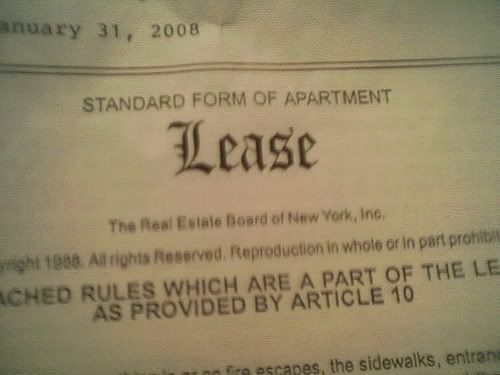 anuary 31, 2008
STANDARD FORM OF APARTMENT
Lease
The Real Estate Board of New York, Inc.
yright 1988. All rights Reserved. Reproduction in whole or in part prohibit
ACHED RULES WHICH ARE A PART OF THE LE
AS PROVIDED BY ARTICLE 10
or on fire escapes, the sidewalks, entran